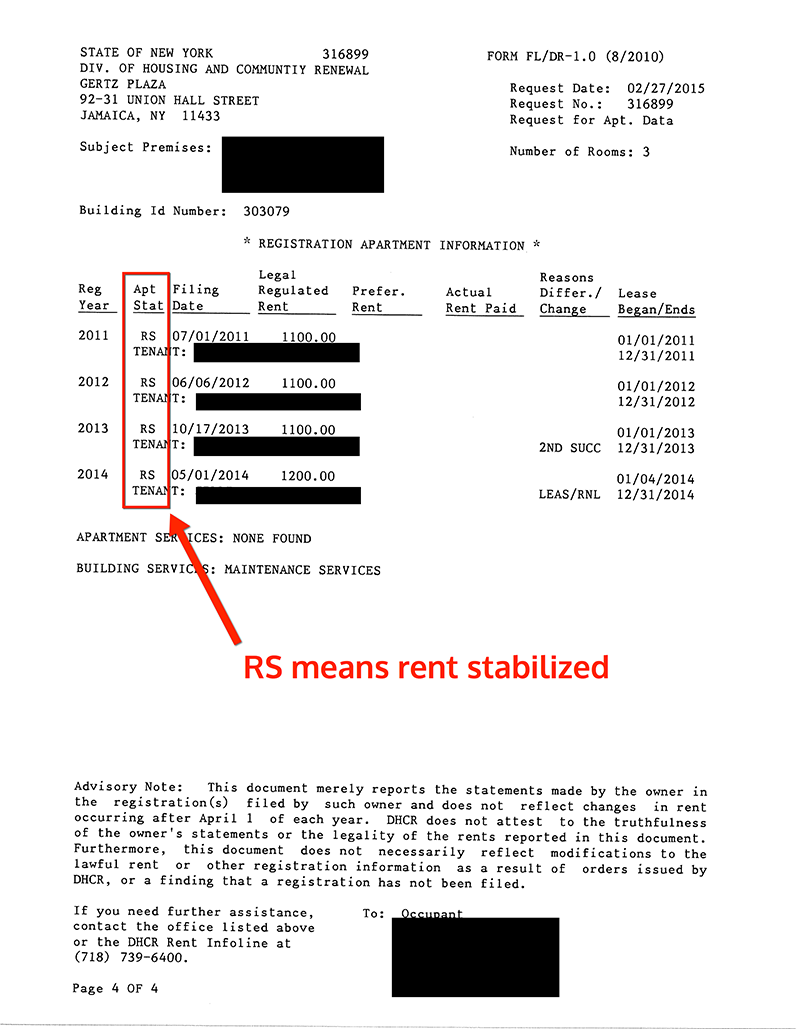 STATE OF NEW YORK 316899 FORM FL/DR-1.0 (8/2010)
DIV. OF HOUSING AND COMMUNTIY RENEWAL
GERTZ PLAZA Request Date: 02/27/2015
92-31 UNION HALL STREET Request No.: 316899
JAMAICA, NY 11433 Request for Apt. Data
Subject Premises: Number of Rooms: 3
Building Id Number: 303079
* REGISTRATION APARTMENT INFORMATION *
Legal Reasons
Reg Apt Filing Regulated Prefer. Actual Differ./ Lease
Year Stat Date Rent Rent Rent Paid Change Began/Ends
2011 RS 07/01/2011 1100.00 01/01/2011
TENANT: 12/31/2011
2012 RS 06/06/2012 1100.00 01/01/2012
TENANT: 12/31/2012
2013 RS 10/17/2013 1100.00 01/01/2013
TENANT: 2ND SUCC 12/31/2013
2014 RS 05/01/2014 1200.00 01/04/2014
TENANT: LEAS/RNL 12/31/2014
APARTMENT SERVICES: NONE FOUND
BUILDING SERVICES: MAINTENANCE SERVICES
RS means rent stabilized
Advisory Note: This document merely reports the statements made by the owner in
the registration(s) filed by such owner and does not reflect changes in rent
occurring after April 1 of each year. DHCR does not attest to the truthfulness
of the owner's statements or the legality of the rents reported in this document.
Furthermore, this document does not necessarily reflect modifications to the
lawful rent or other registration information as a result of orders issued by
DHCR, or a finding that a registration has not been filed.
If you need further assistance, To: Occupant
contact the office listed above
or the DHCR Rent Infoline at
(718) 739-6400.
Page 4 OF 4